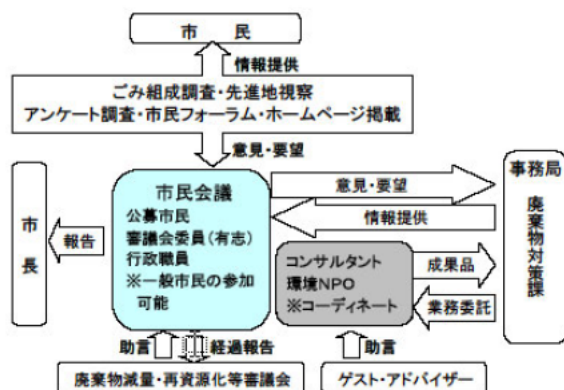 市 民
情報提供
ごみ組成調査・先進地視察
アンケート調査・市民フォーラム・ホームページ掲載
意見・要望
市長
報告
市民会議
公募市民
審議会委員(有志)
行政職員
※一般市民の参加
可能
意見・要望
情報提供
コンサルタント
環境NPO
※コーディネート
成果品
業務委託
事務局
廃棄物対策課
助言
経過報告
助言
廃棄物減量・再資源化等審議会
ゲスト・アドバイザー